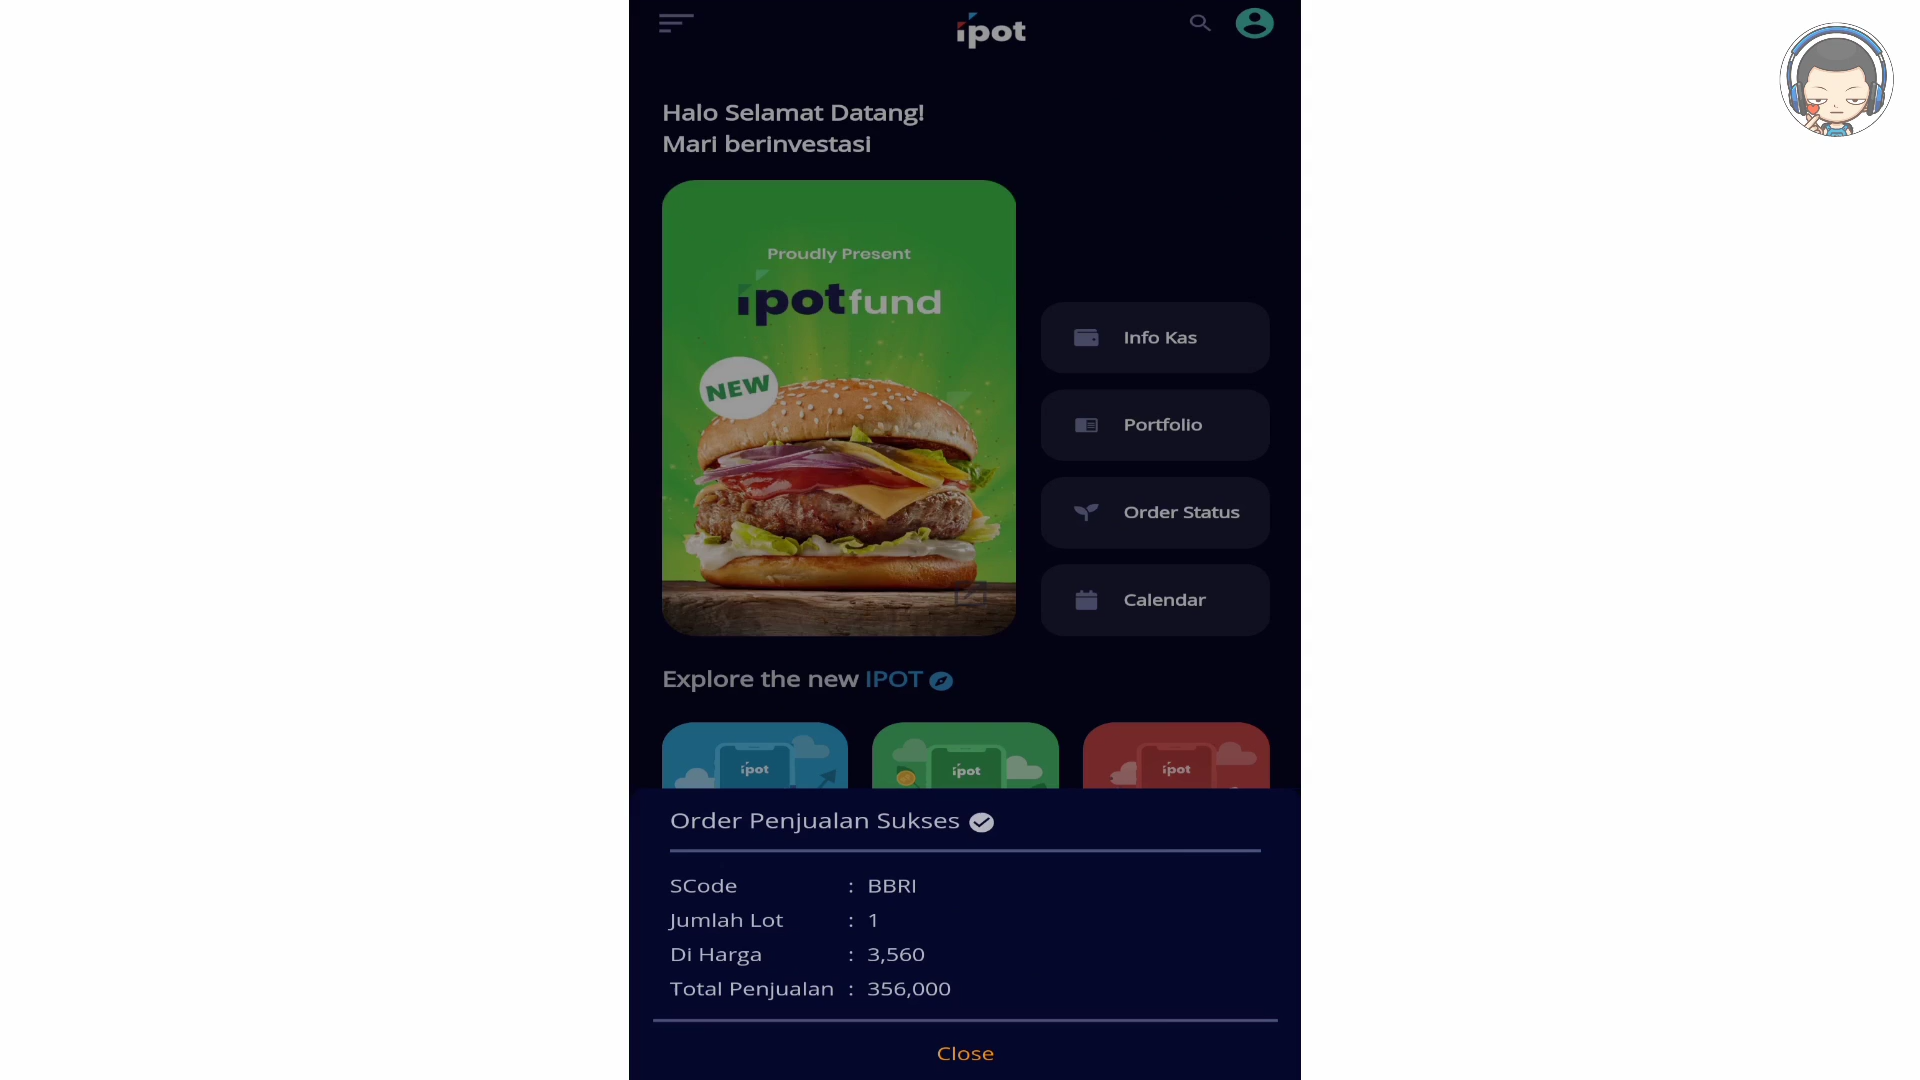 ipot
Halo Selamat Datang!
Mari berinvestasi
Proudly Present
ipotfund
NEW
Info Kas
Portfolio
Order Status
Calendar
Explore the new IPOT
ipot
ipot
ipot
Order Penjualan Sukses
SCode : BBRI
Jumlah Lot : 1
Di Harga : 3,560
Total Penjualan : 356,000
Close